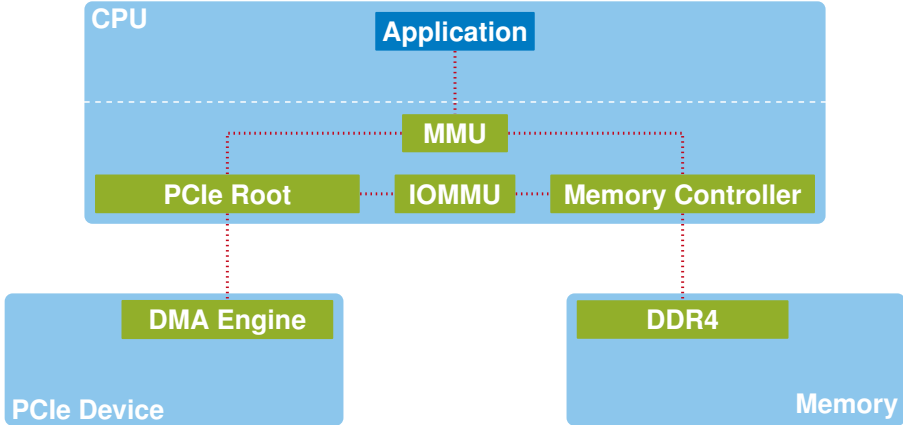 CPU
Application
MMU
PCIe Root
IOMMU
Memory Controller
DMA Engine
DDR4
PCIe Device
Memory